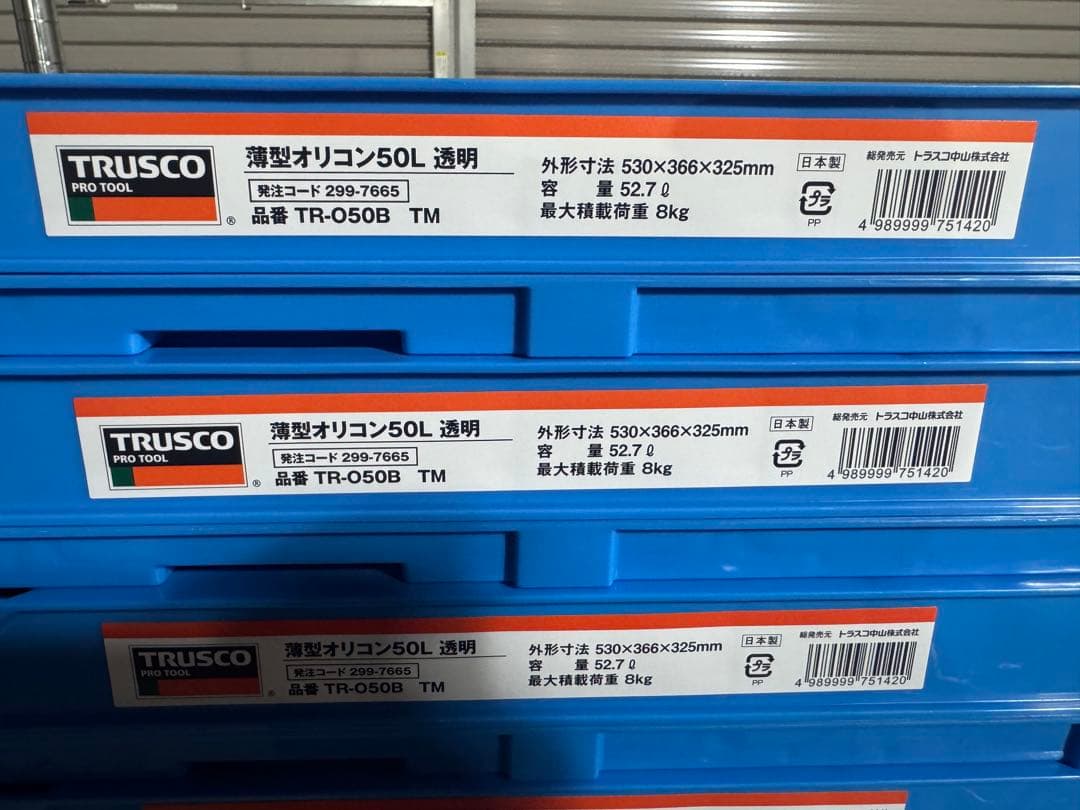 TRUSCO
PRO TOOL
®
薄型オリコン50L 透明
発注コード 299-7665
品番 TR-O50B TM
外形寸法 530×366×325mm
容 量 52.7ℓ
最大積載荷重 8kg
日本製
プラ
PP
総発売元 トラスコ中山株式会社
4 989999 751420
TRUSCO
PRO TOOL
®
薄型オリコン50L 透明
発注コード 299-7665
品番 TR-O50B TM
外形寸法 530×366×325mm
容 量 52.7ℓ
最大積載荷重 8kg
日本製
プラ
PP
総発売元 トラスコ中山株式会社
4 989999 751420
TRUSCO
PRO TOOL
®
薄型オリコン50L 透明
発注コード 299-7665
品番 TR-O50B TM
外形寸法 530×366×325mm
容 量 52.7ℓ
最大積載荷重 8kg
日本製
プラ
PP
総発売元 トラスコ中山株式会社
4 989999 751420